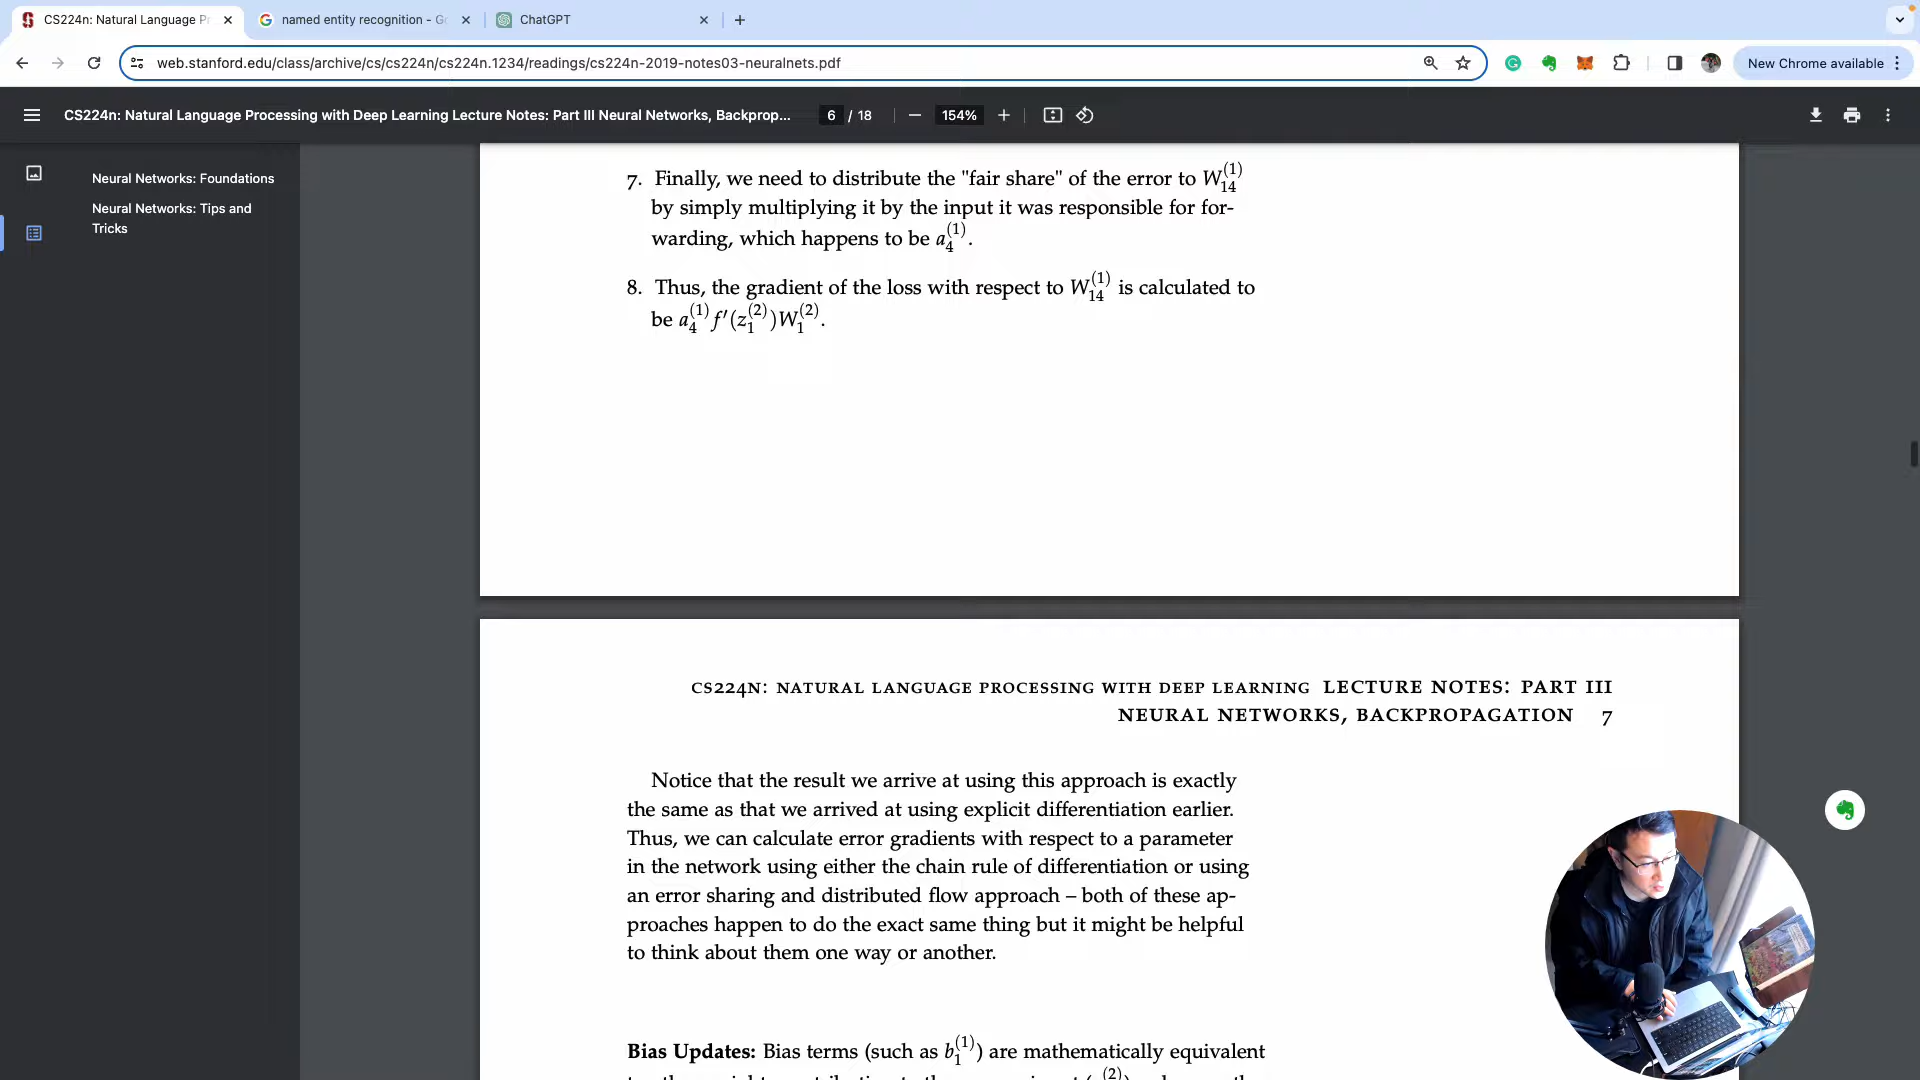 CS224n: Natural Language P
named entity recognition - G
ChatGPT
web.stanford.edu/class/archive/cs/cs224n/cs224n.1234/readings/cs224n-2019-notes03-neuralnets.pdf
New Chrome available
CS224n: Natural Language Processing with Deep Learning Lecture Notes: Part III Neural Networks, Backprop...
6 / 18
154%
Neural Networks: Foundations
Neural Networks: Tips and
Tricks
7. Finally, we need to distribute the "fair share" of the error to W_{14}^{(1)}
by simply multiplying it by the input it was responsible for for-
warding, which happens to be a_4^{(1)}.
8. Thus, the gradient of the loss with respect to W_{14}^{(1)} is calculated to
be a_4^{(1)} f′(z_1^{(2)})W_1^{(2)}.
CS224N: NATURAL LANGUAGE PROCESSING WITH DEEP LEARNING LECTURE NOTES: PART III
NEURAL NETWORKS, BACKPROPAGATION 7
Notice that the result we arrive at using this approach is exactly
the same as that we arrived at using explicit differentiation earlier.
Thus, we can calculate error gradients with respect to a parameter
in the network using either the chain rule of differentiation or using
an error sharing and distributed flow approach – both of these ap-
proaches happen to do the exact same thing but it might be helpful
to think about them one way or another.
Bias Updates: Bias terms (such as b_1^{(1)}) are mathematically equivalent